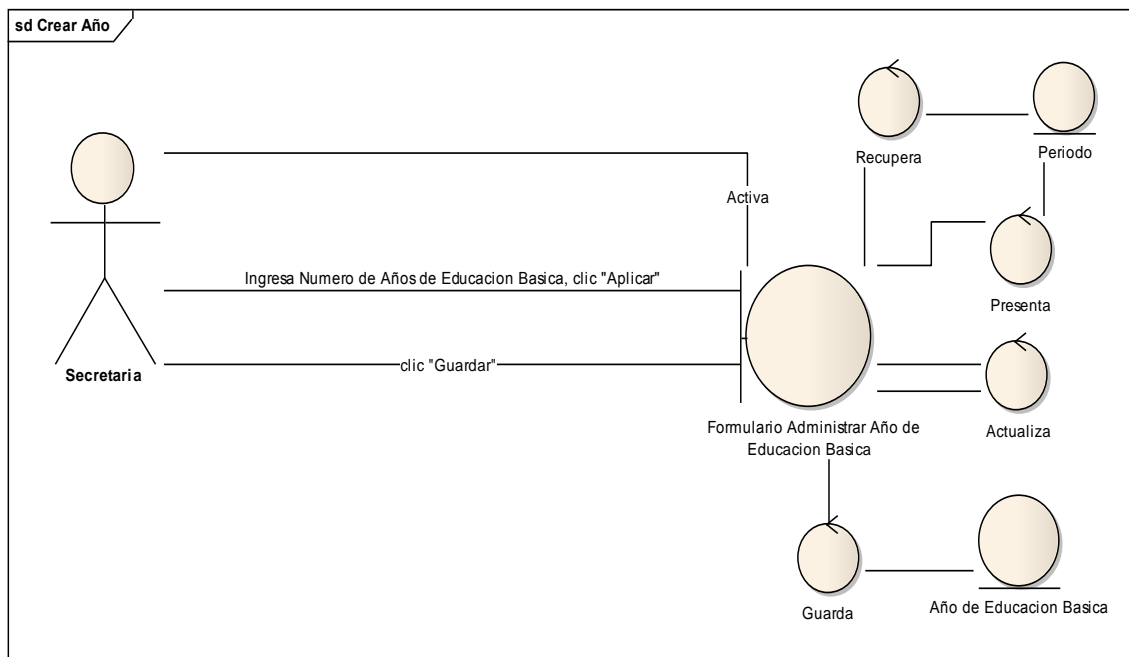 sd Crear Año
Recupera
Periodo
Activa
Presenta
Ingresa Numero de Años de Educacion Basica, clic "Aplicar"
clic "Guardar"
Secretaria
Actualiza
Formulario Administrar Año de
Educacion Basica
Guarda
Año de Educacion Basica